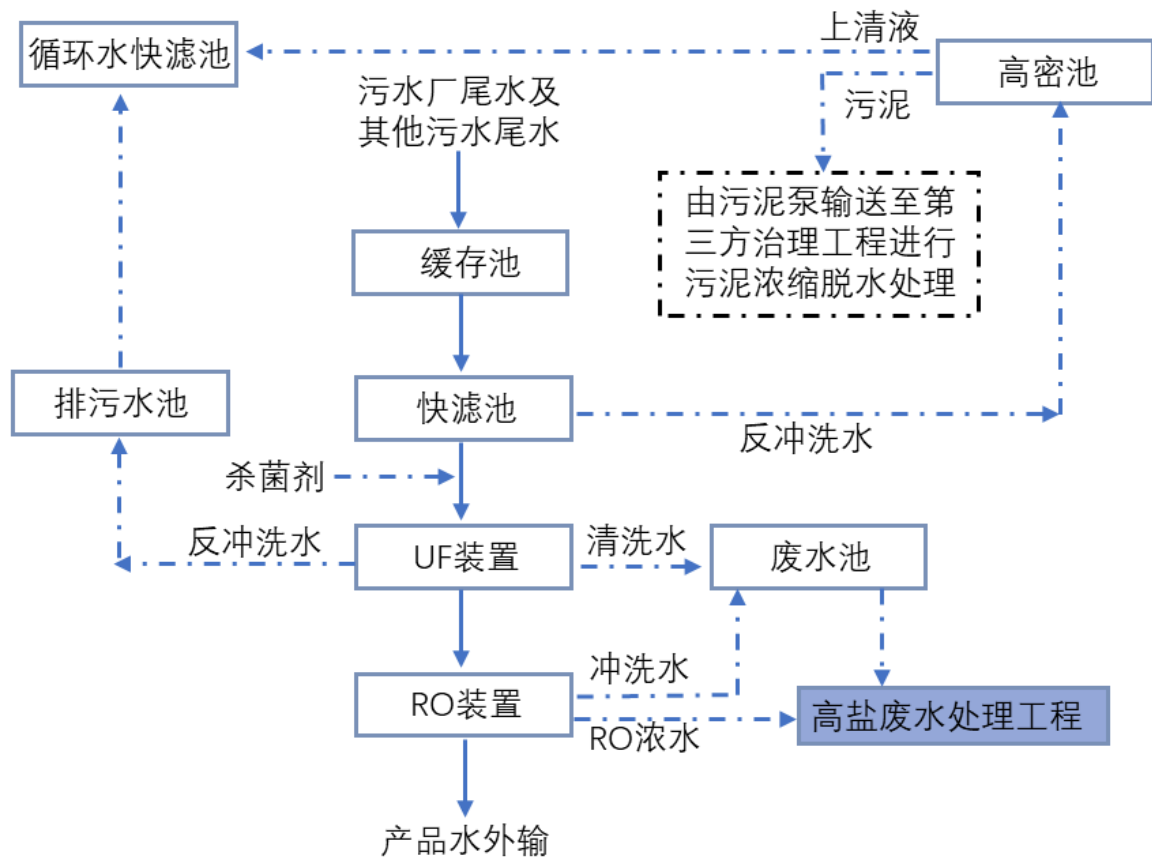 循环水快滤池
上清液
高密池
污水厂尾水及
其他污水尾水
污泥
由污泥泵输送至第
三方治理工程进行
污泥浓缩脱水处理
缓存池
排污水池
快滤池
反冲洗水
杀菌剂
反冲洗水
UF装置
清洗水
废水池
冲洗水
RO装置
RO浓水
高盐废水处理工程
产品水外输